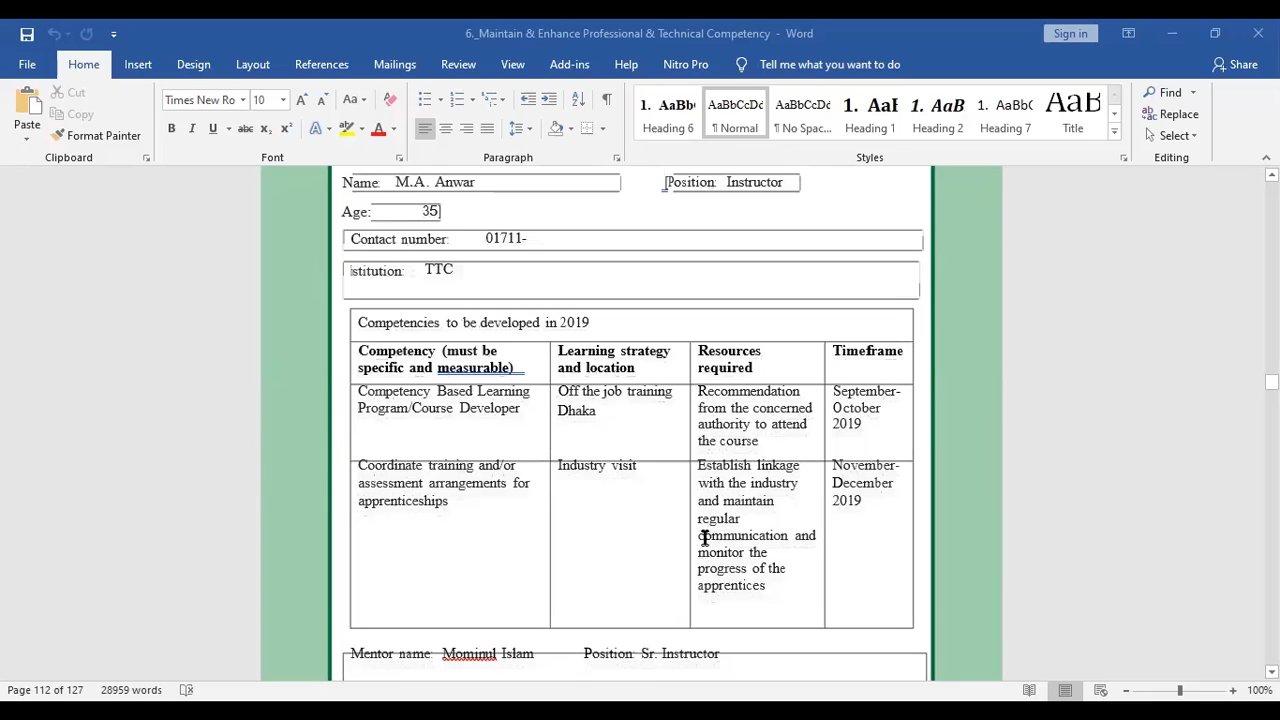 6._Maintain & Enhance Professional & Technical Competency - Word
Sign in
File Home Insert Design Layout References Mailings Review View Add-ins Help Nitro Pro Tell me what you want to do Share
Paste
Cut
Copy
Format Painter
Clipboard
Times New Ro 10
Font
Paragraph
1. AaBb( AaBbCcDd AaBbCcDd 1. AaI 1. AaB 1. AaBbCc AaB
Heading 6 ¶ Normal ¶ No Spac... Heading 1 Heading 2 Heading 7 Title
Styles
Find
Replace
Select
Editing
Name: M.A. Anwar Position: Instructor
Age: 35
Contact number: 01711-
istitution: TTC
Competencies to be developed in 2019
Competency (must be
specific and measurable)
Learning strategy
and location
Resources
required
Timeframe
Competency Based Learning
Program/Course Developer
Off the job training
Dhaka
Recommendation
from the concerned
authority to attend
the course
September-
October
2019
Coordinate training and/or
assessment arrangements for
apprenticeships
Industry visit
Establish linkage
with the industry
and maintain
regular
communication and
monitor the
progress of the
apprentices
November-
December
2019
Mentor name: Mominul Islam Position: Sr. Instructor
Page 112 of 127 28959 words 100%